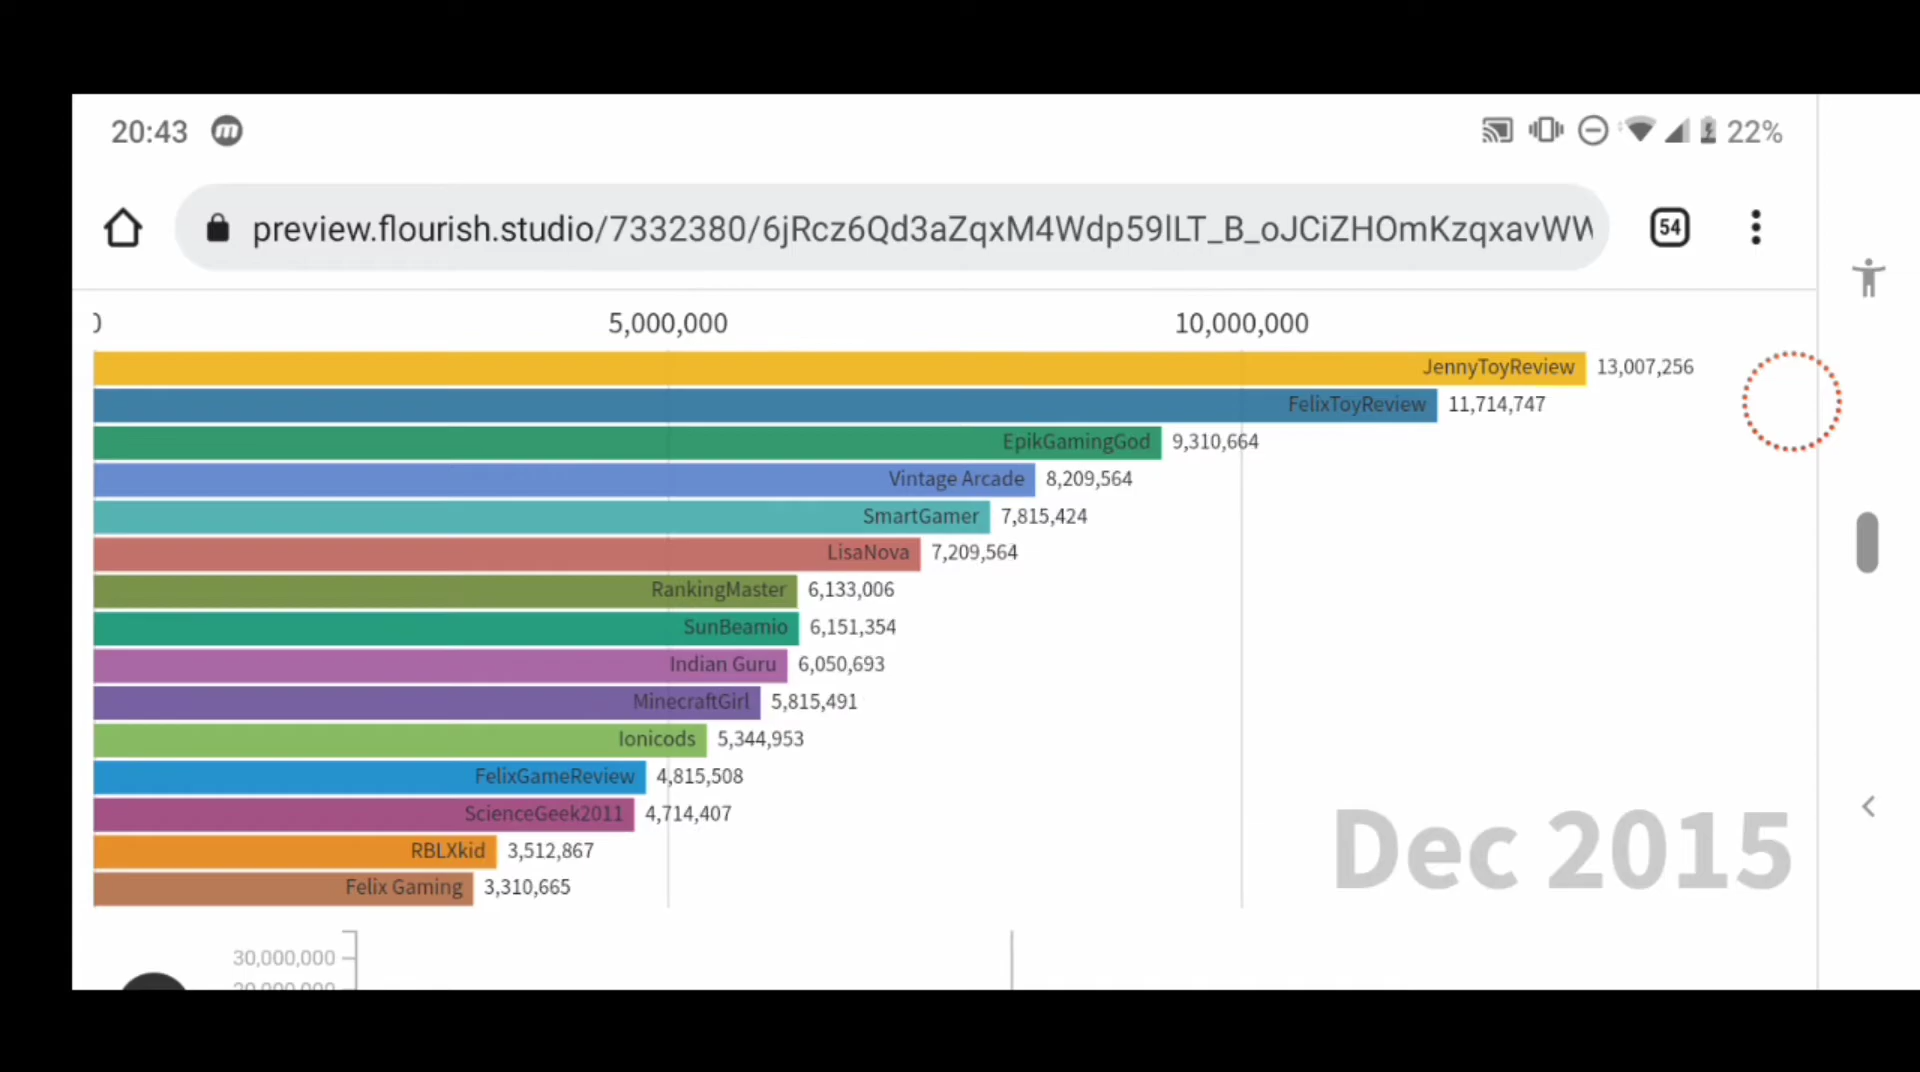 20:43 m 22%
preview.flourish.studio/7332380/6jRcz6Qd3aZqxM4Wdp59lLT_B_oJCiZHOmKzqxavWW 54
0 5,000,000 10,000,000
JennyToyReview 13,007,256
FelixToyReview 11,714,747
EpikGamingGod 9,310,664
Vintage Arcade 8,209,564
SmartGamer 7,815,424
LisaNova 7,209,564
RankingMaster 6,133,006
SunBeamio 6,151,354
Indian Guru 6,050,693
MinecraftGirl 5,815,491
Ionicods 5,344,953
FelixGameReview 4,815,508
ScienceGeek2011 4,714,407
RBLXkid 3,512,867
Felix Gaming 3,310,665
Dec 2015
30,000,000